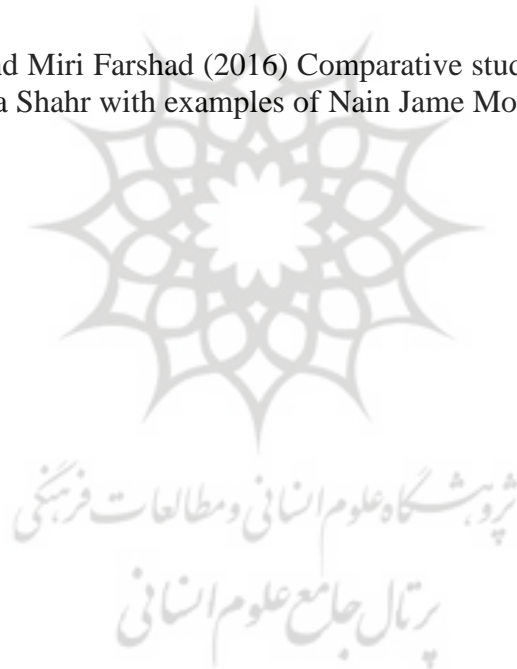 nd Miri Farshad (2016) Comparative stud
a Shahr with examples of Nain Jame Mo
پژوهشگاه علوم انسانی و مطالعات فرهنگی
پرتال جامع علوم انسانی